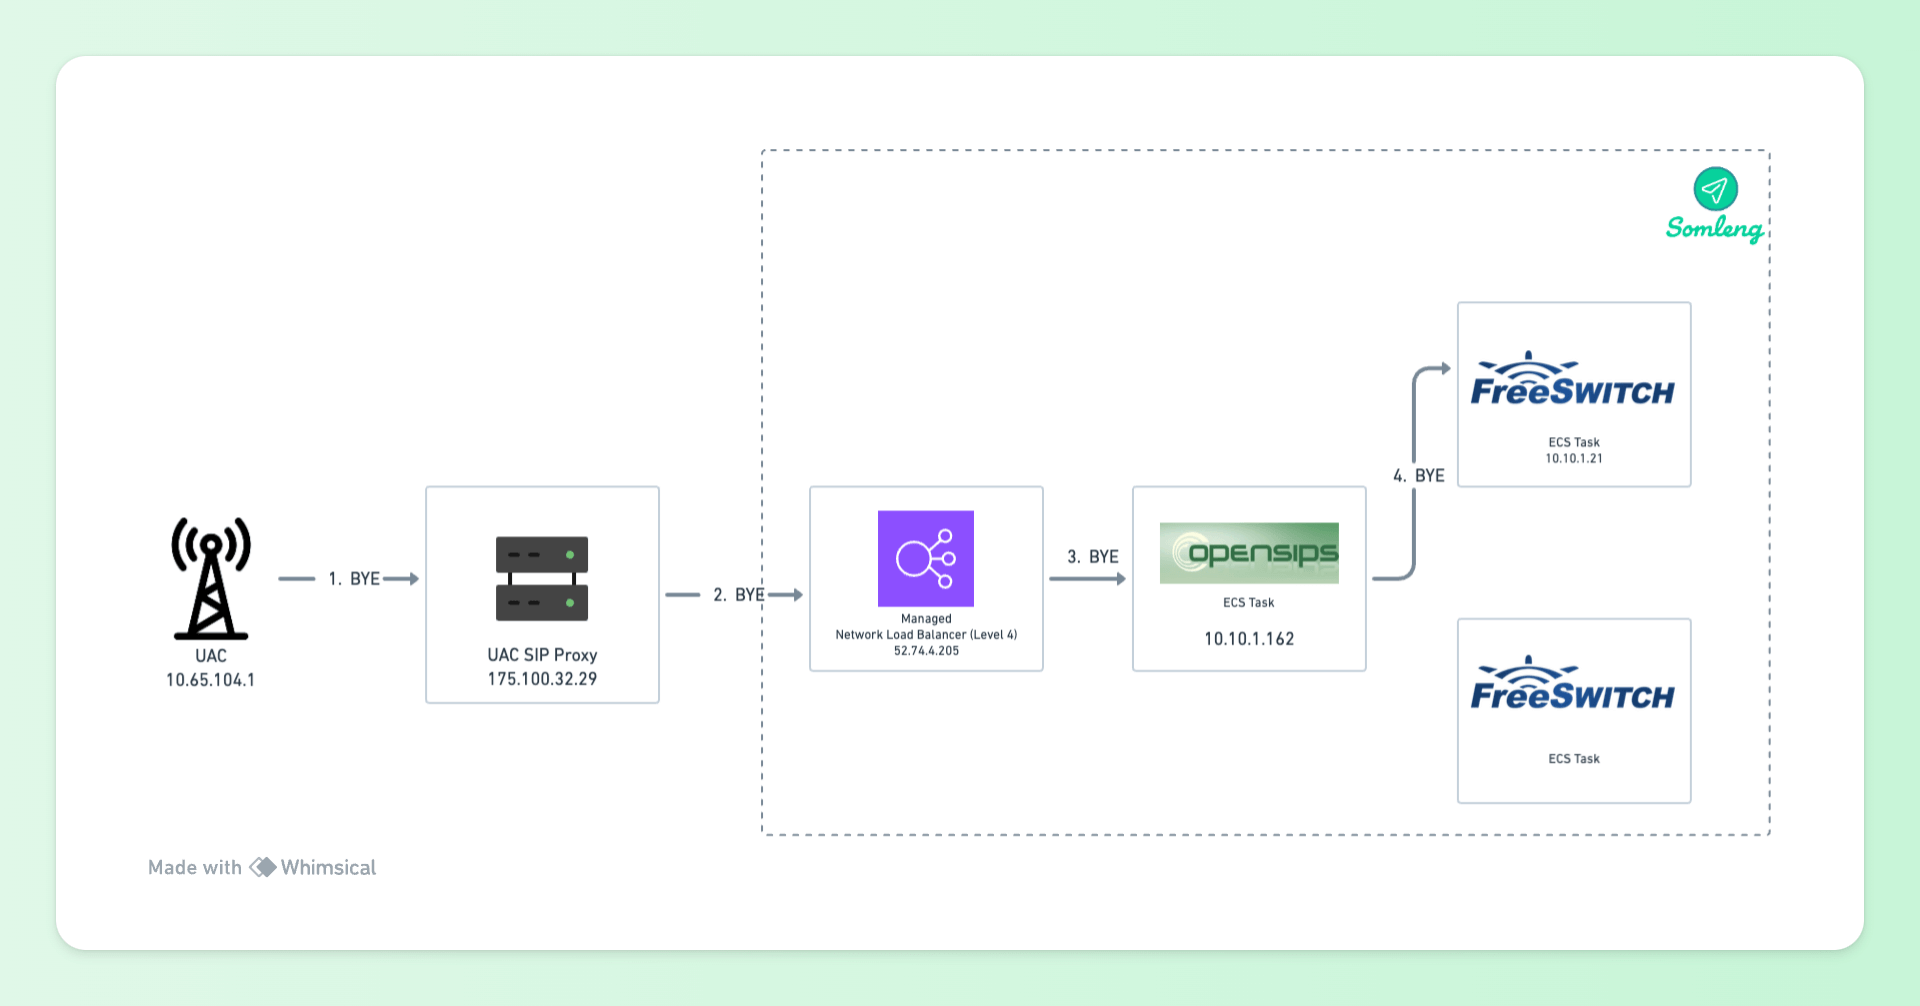 Somleng
FreeSWITCH
ECS Task
10.10.1.21
4. BYE
1. BYE
UAC
10.65.104.1
UAC SIP Proxy
175.100.32.29
2. BYE
Managed
Network Load Balancer (Level 4)
52.74.4.205
3. BYE
OPENSIPS
ECS Task
10.10.1.162
FreeSWITCH
ECS Task
Made with Whimsical